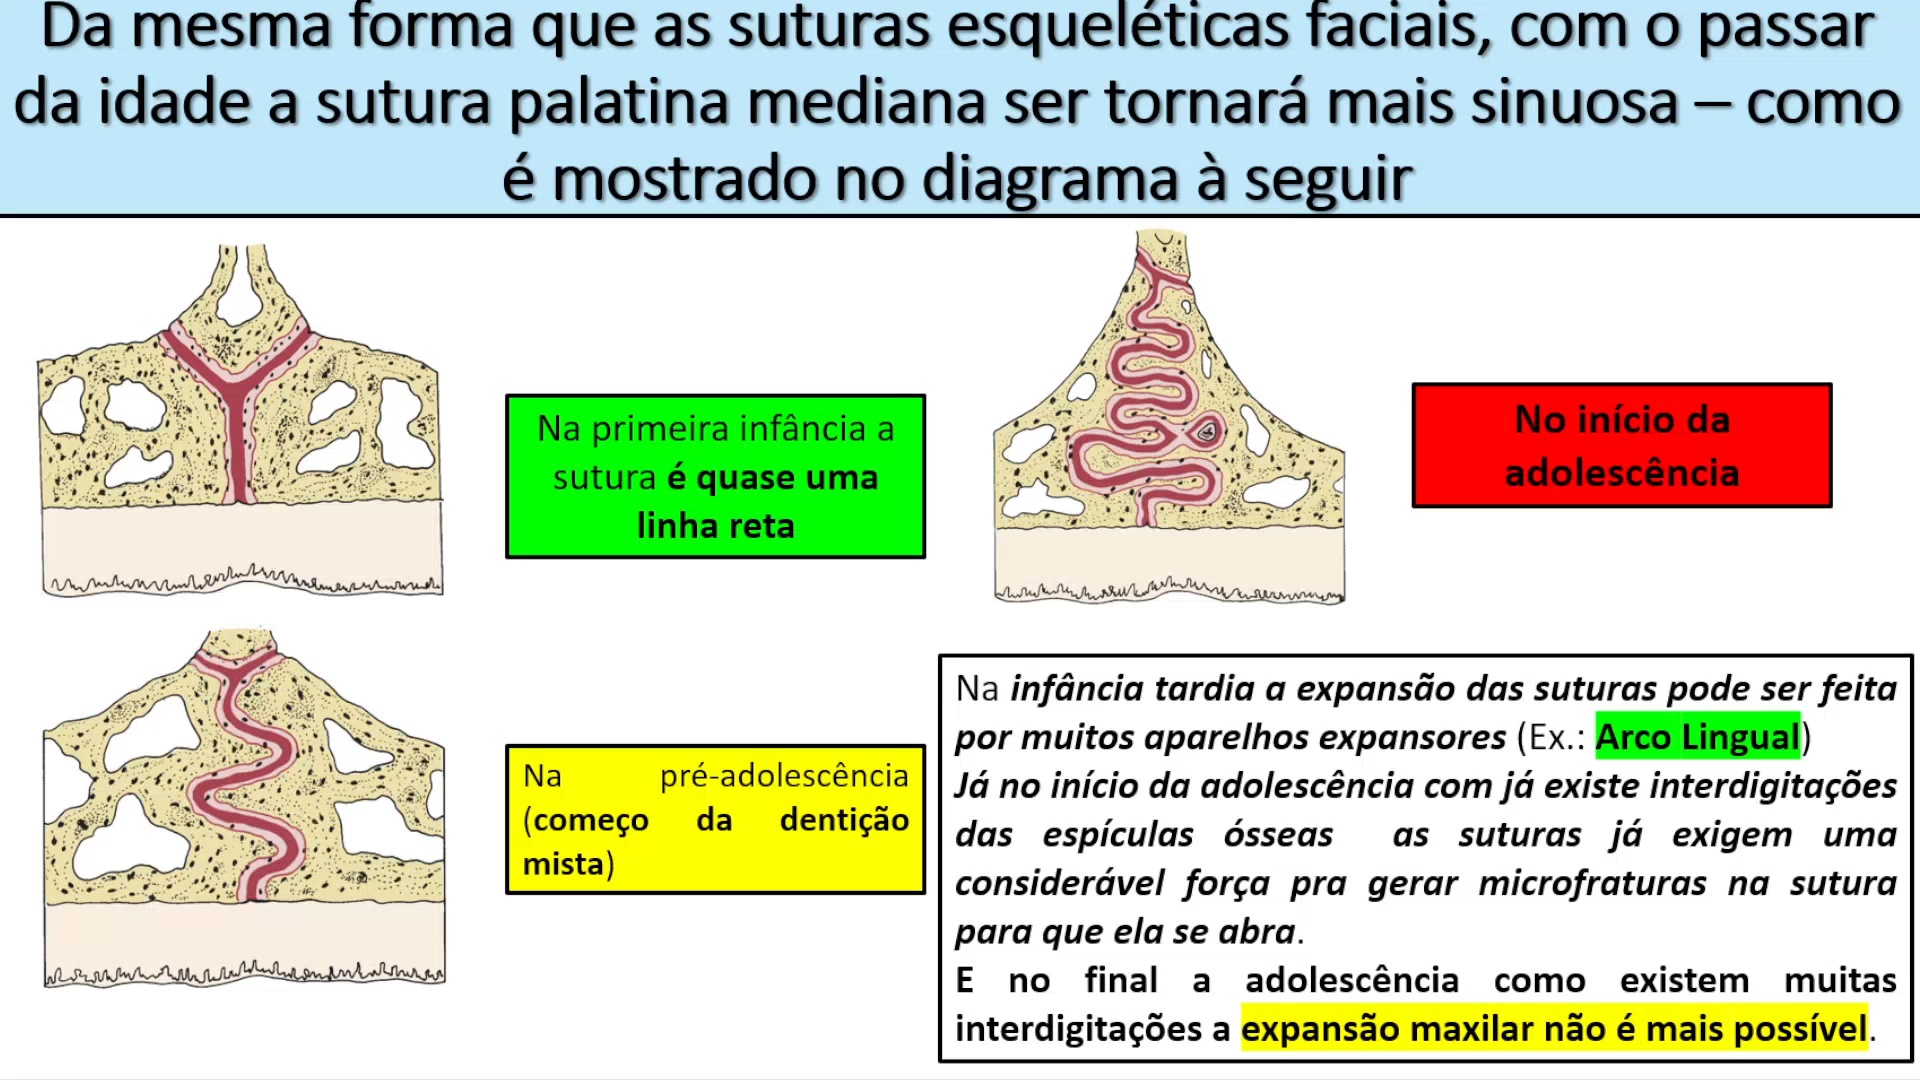 Da mesma forma que as suturas esqueléticas faciais, com o passar
da idade a sutura palatina mediana ser tornará mais sinuosa – como
é mostrado no diagrama à seguir
Na primeira infância a
sutura é quase uma
linha reta
No início da
adolescência
Na pré-adolescência
(começo da dentição
mista)
Na infância tardia a expansão das suturas pode ser feita
por muitos aparelhos expansores (Ex.: Arco Lingual)
Já no início da adolescência com já existe interdigitações
das espículas ósseas as suturas já exigem uma
considerável força pra gerar microfraturas na sutura
para que ela se abra.
E no final a adolescência como existem muitas
interdigitações a expansão maxilar não é mais possível.